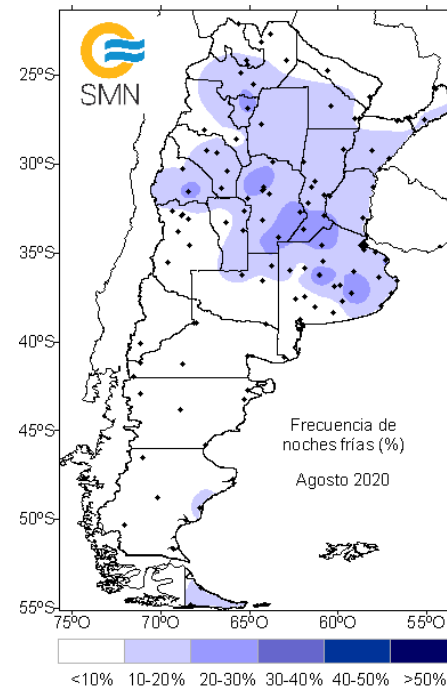 SMN
25ºS
30ºS
35ºS
40ºS
45ºS
50ºS
55ºS
Frecuencia de
noches frías (%)
Agosto 2020
75ºO 70ºO 65ºO 60ºO 55ºO
<10% 10-20% 20-30% 30-40% 40-50% >50%